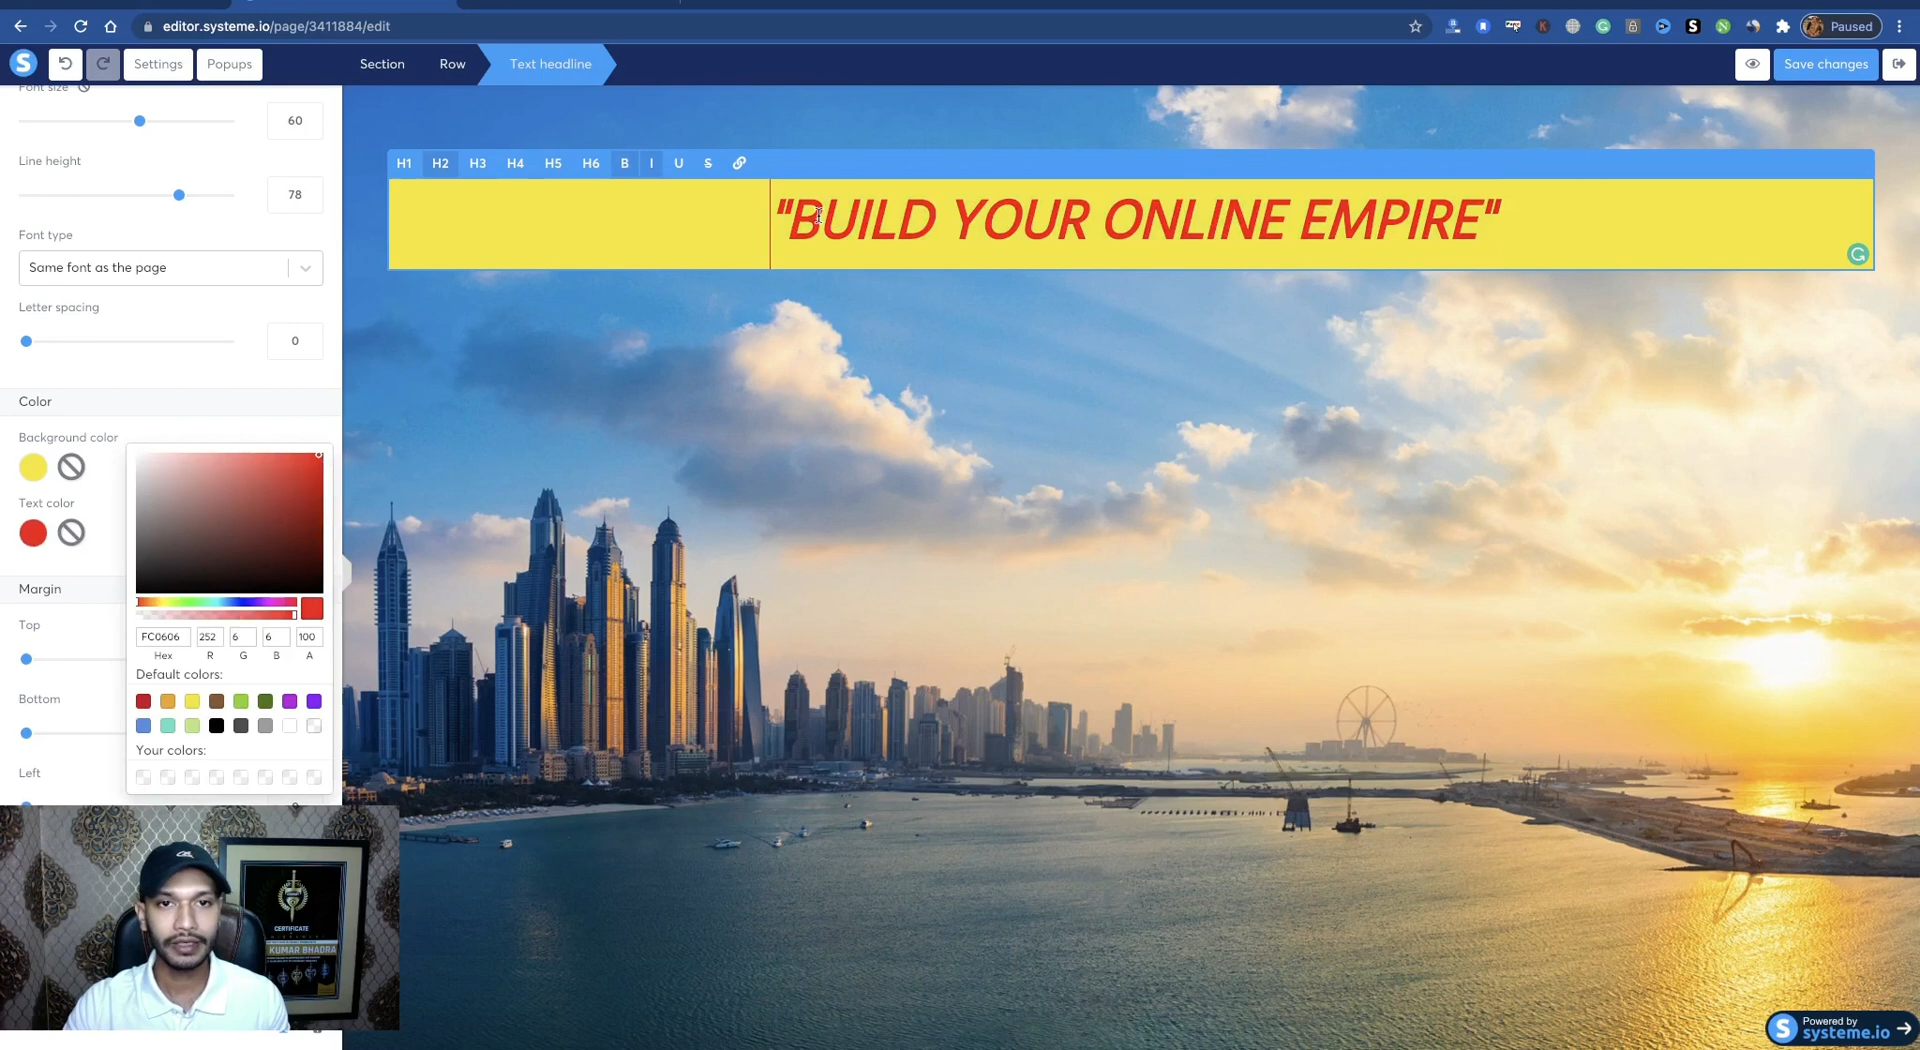 editor.systeme.io/page/3411884/edit
Paused
S
Settings
Popups
Section
Row
Text headline
Save changes
Font size
60
Line height
78
Font type
Same font as the page
Letter spacing
0
H1 H2 H3 H4 H5 H6 B I U S
"BUILD YOUR ONLINE EMPIRE"
Color
Background color
Text color
Margin
Top
Bottom
Left
FC0606 252 6 6 100
Hex R G B A
Default colors:
Your colors:
CERTIFICATE
KUMAR BHADRA
Powered by
systeme.io